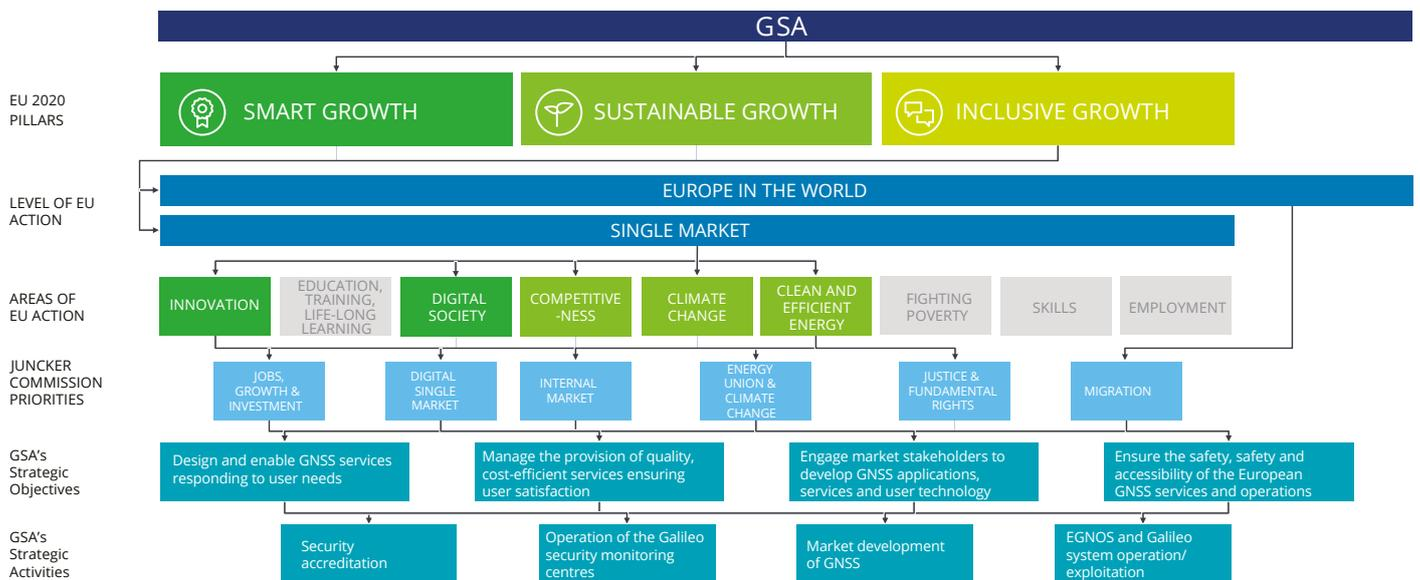 GSA
EU 2020
PILLARS
SMART GROWTH
SUSTAINABLE GROWTH
INCLUSIVE GROWTH
LEVEL OF EU
ACTION
EUROPE IN THE WORLD
SINGLE MARKET
AREAS OF
EU ACTION
INNOVATION
EDUCATION,
TRAINING,
LIFE-LONG
LEARNING
DIGITAL
SOCIETY
COMPETITIVE
-NESS
CLIMATE
CHANGE
CLEAN AND
EFFICIENT
ENERGY
FIGHTING
POVERTY
SKILLS
EMPLOYMENT
JUNCKER
COMMISSION
PRIORITIES
JOBS,
GROWTH &
INVESTMENT
DIGITAL
SINGLE
MARKET
INTERNAL
MARKET
ENERGY
UNION &
CLIMATE
CHANGE
JUSTICE &
FUNDAMENTAL
RIGHTS
MIGRATION
GSA's
Strategic
Objectives
Design and enable GNSS services
responding to user needs
Manage the provision of quality,
cost-efficient services ensuring
user satisfaction
Engage market stakeholders to
develop GNSS applications,
services and user technology
Ensure the safety, safety and
accessibility of the European
GNSS services and operations
GSA's
Strategic
Activities
Security
accreditation
Operation of the Galileo
security monitoring
centres
Market development
of GNSS
EGNOS and Galileo
system operation/
exploitation